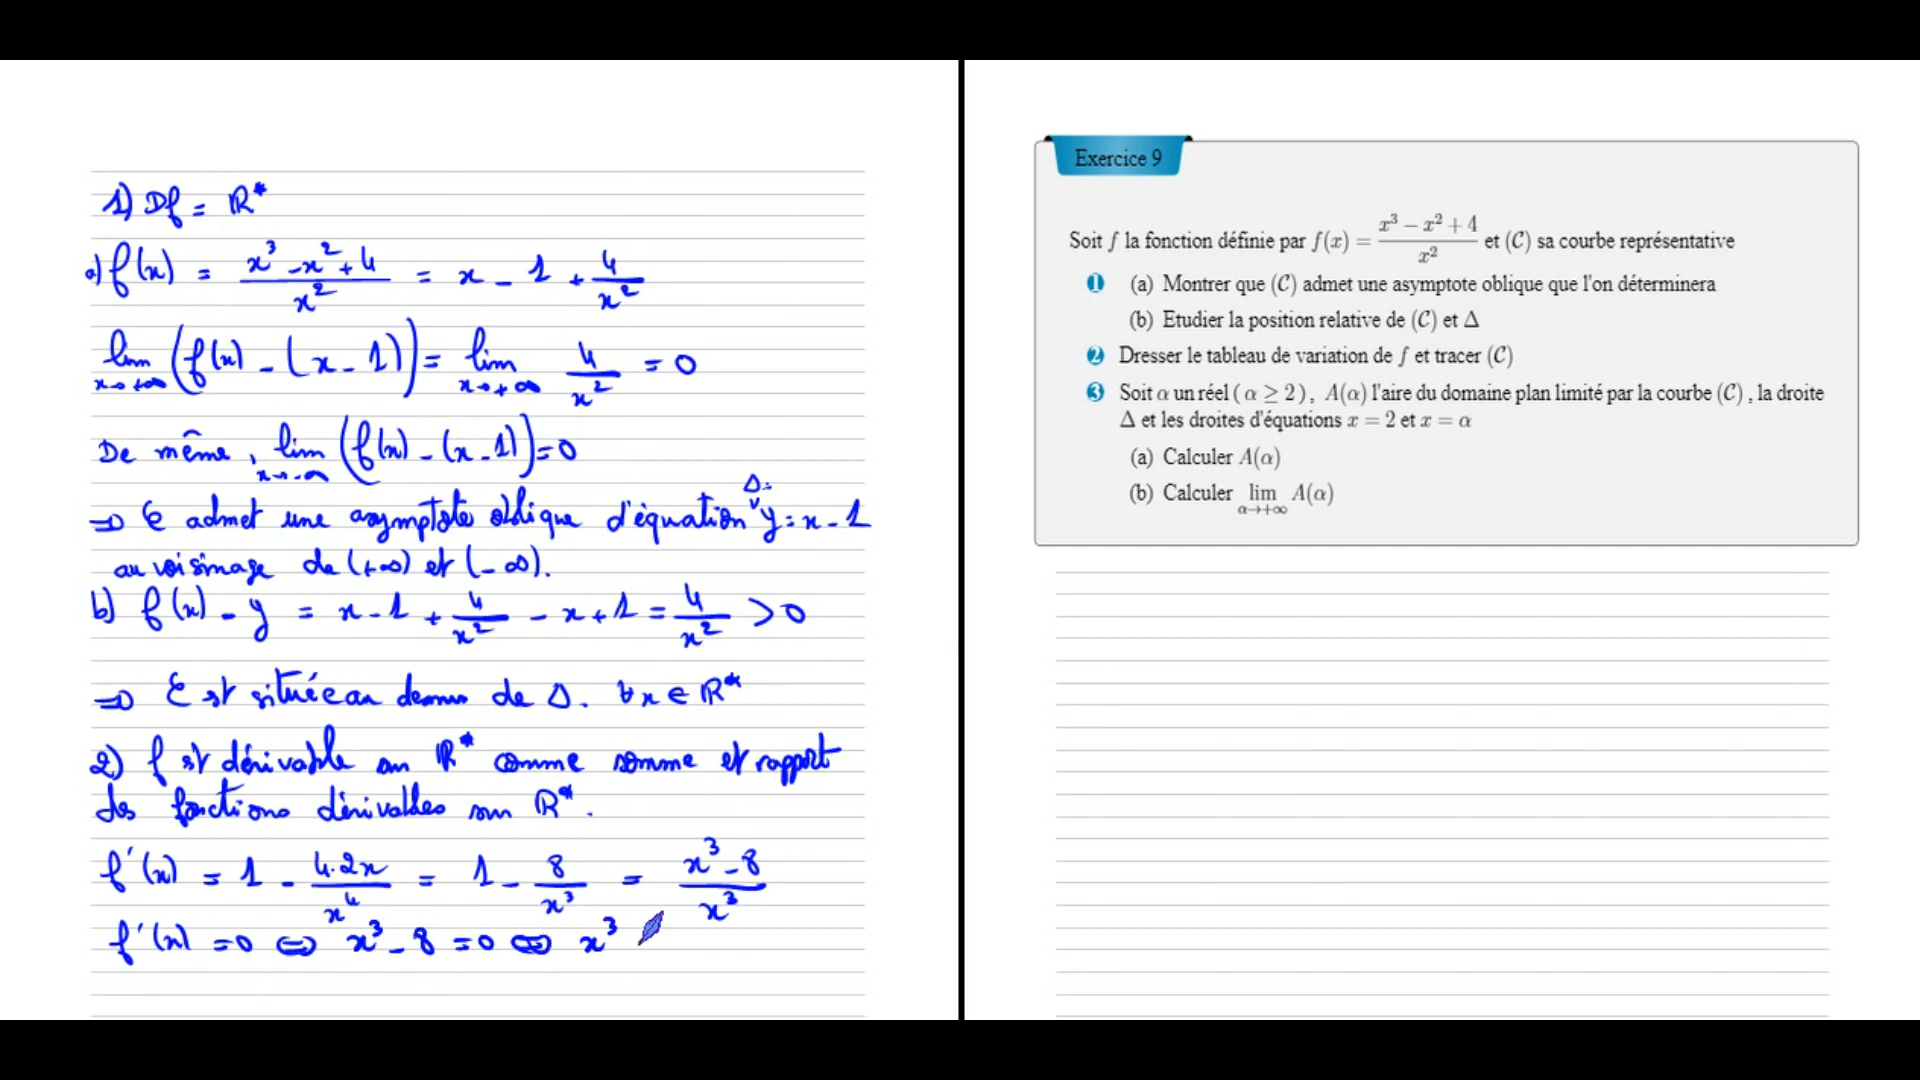 1) Df = ℝ*
a) f(x) = (x³ - x² + 4)/x² = x - 1 + 4/x²
lim x→+∞ (f(x) - (x - 1)) = lim x→+∞ 4/x² = 0
De même, lim x→-∞ (f(x) - (x - 1)) = 0
⇒ C admet une asymptote oblique d'équation Δ: y = x - 1
au voisinage de (+∞) et (-∞).
b) f(x) - y = x - 1 + 4/x² - x + 1 = 4/x² > 0
⇒ C est située au dessus de Δ. ∀x ∈ ℝ*
2) f est dérivable sur ℝ* comme somme et rapport
des fonctions dérivables sur ℝ*.
f'(x) = 1 - 4.2x/x⁴ = 1 - 8/x³ = (x³ - 8)/x³
f'(x) = 0 ⇔ x³ - 8 = 0 ⇔ x³
Exercice 9
Soit f la fonction définie par f(x) = (x³ − x² + 4)/x² et (C) sa courbe représentative
1 (a) Montrer que (C) admet une asymptote oblique que l'on déterminera
(b) Etudier la position relative de (C) et Δ
2 Dresser le tableau de variation de f et tracer (C)
3 Soit α un réel ( α ≥ 2 ), A(α) l'aire du domaine plan limité par la courbe (C) , la droite
Δ et les droites d'équations x = 2 et x = α
(a) Calculer A(α)
(b) Calculer lim α→+∞ A(α)